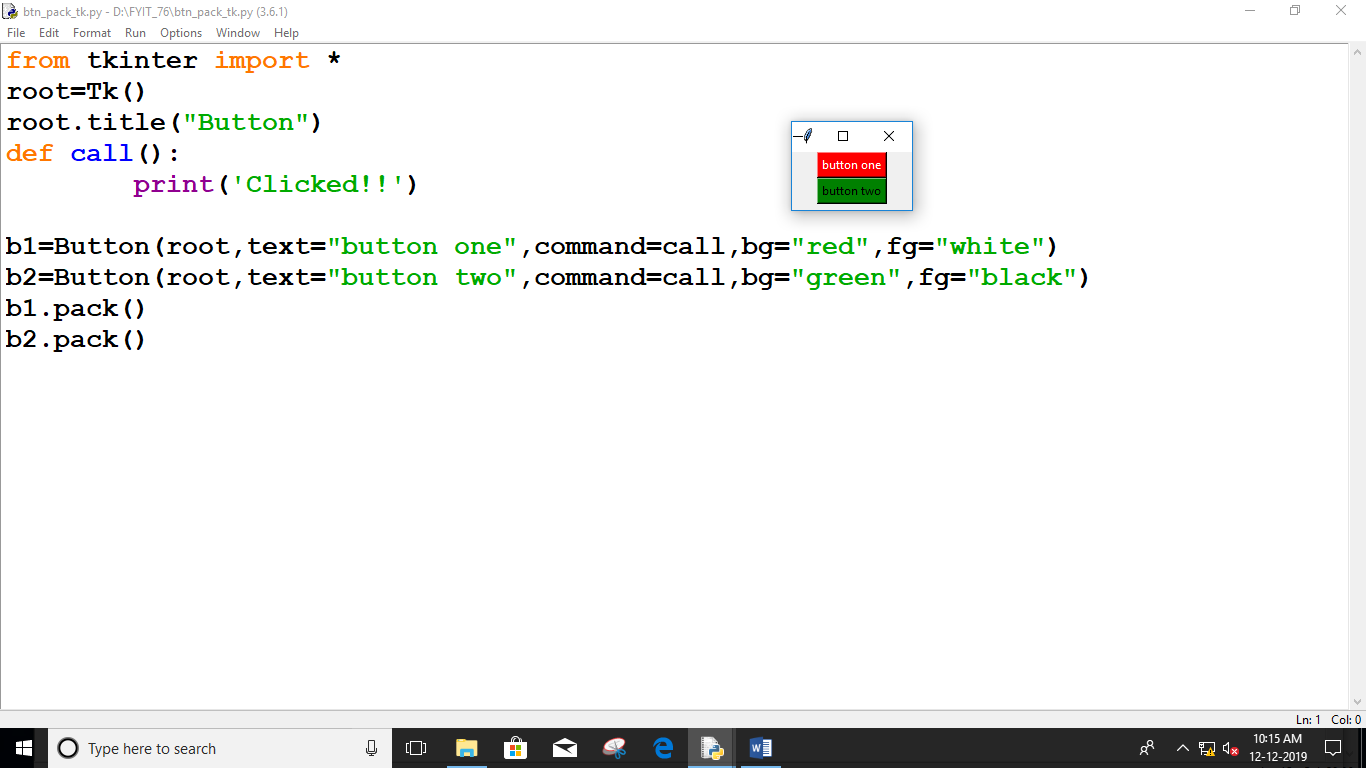 btn_pack_tk.py - D:\FYIT_76\btn_pack_tk.py (3.6.1)
File Edit Format Run Options Window Help
from tkinter import *
root=Tk()
root.title("Button")
def call():
        print('Clicked!!')
b1=Button(root,text="button one",command=call,bg="red",fg="white")
b2=Button(root,text="button two",command=call,bg="green",fg="black")
b1.pack()
b2.pack()
button one
button two
Ln: 1 Col: 0
Type here to search
10:15 AM
12-12-2019